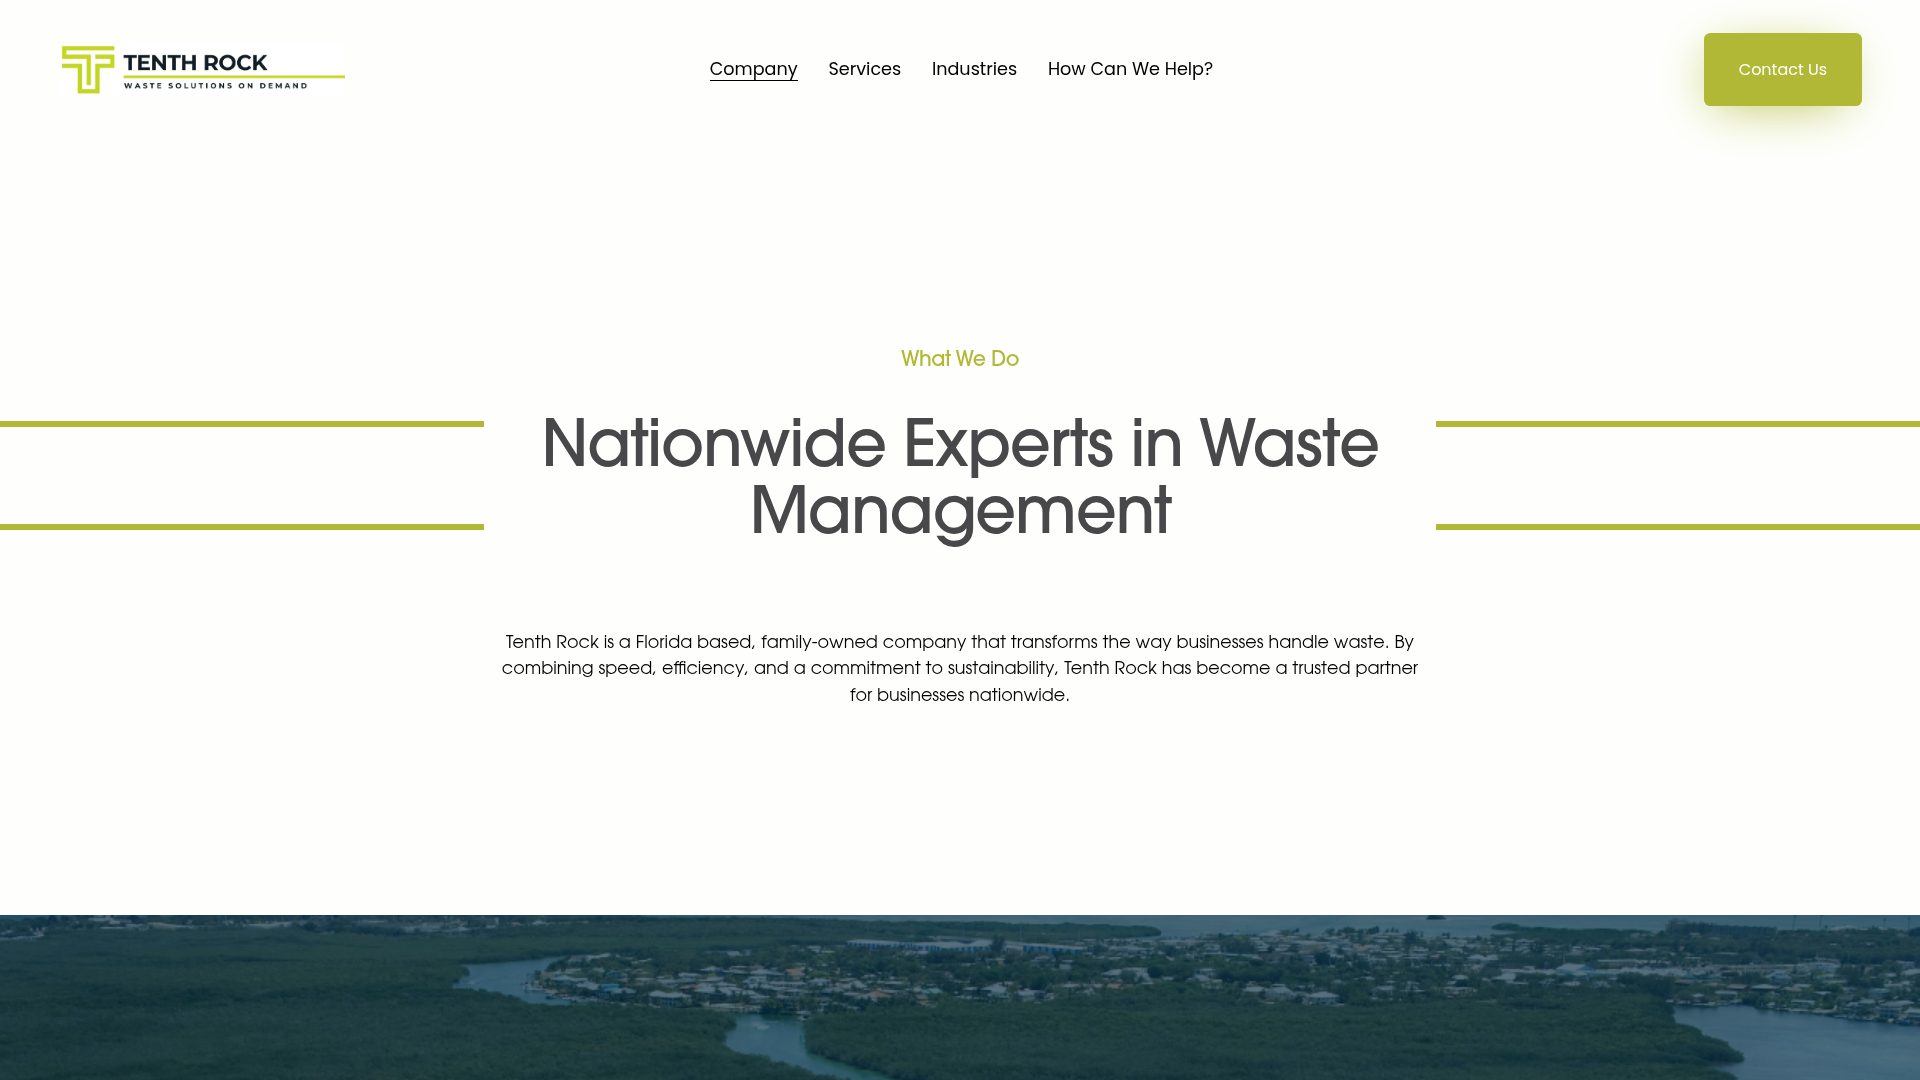 TENTH ROCK
WASTE SOLUTIONS ON DEMAND
Company Services Industries How Can We Help?
Contact Us
What We Do
Nationwide Experts in Waste
Management
Tenth Rock is a Florida based, family-owned company that transforms the way businesses handle waste. By
combining speed, efficiency, and a commitment to sustainability, Tenth Rock has become a trusted partner
for businesses nationwide.